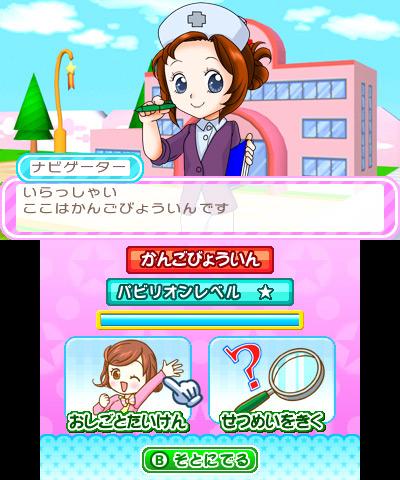 ナビゲーター
いらっしゃい
ここはかんごびょういんです
かんごびょういん
パビリオンレベル ★
おしごとたいけん
せつめいをきく
?
B そとにでる